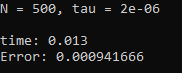 N = 500, tau = 2e-06
time: 0.013
Error: 0.000941666